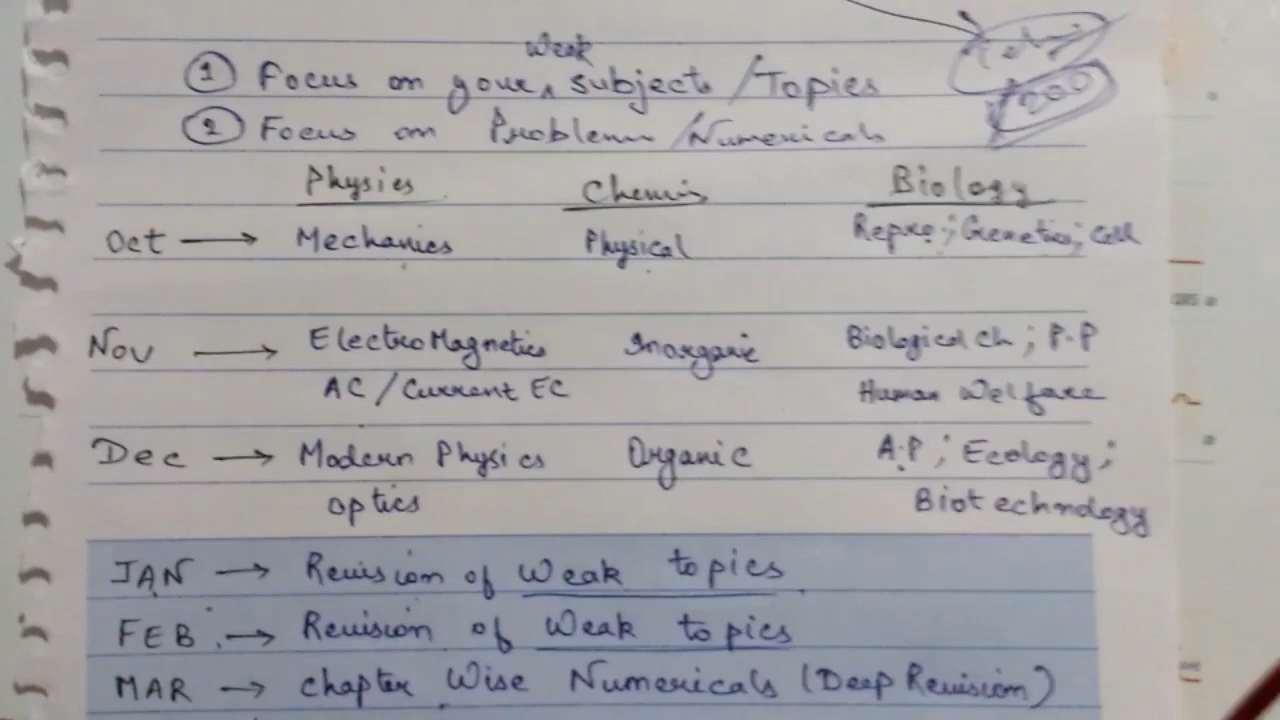 ① Focus on your weak subjects / Topics
② Focus on Problem / Numericals
Physics Chemis Biology
Oct → Mechanics Physical Repro; Genetics; Cell
Nov → ElectroMagnetics Inorganic Biological Ch; P.P
AC / Current EC Human Welfare
Dec → Modern Physics Organic A.P; Ecology;
optics Biotechnology
JAN → Revision of Weak topics
FEB → Revision of Weak topics
MAR → chapter Wise Numericals (Deep Revision)